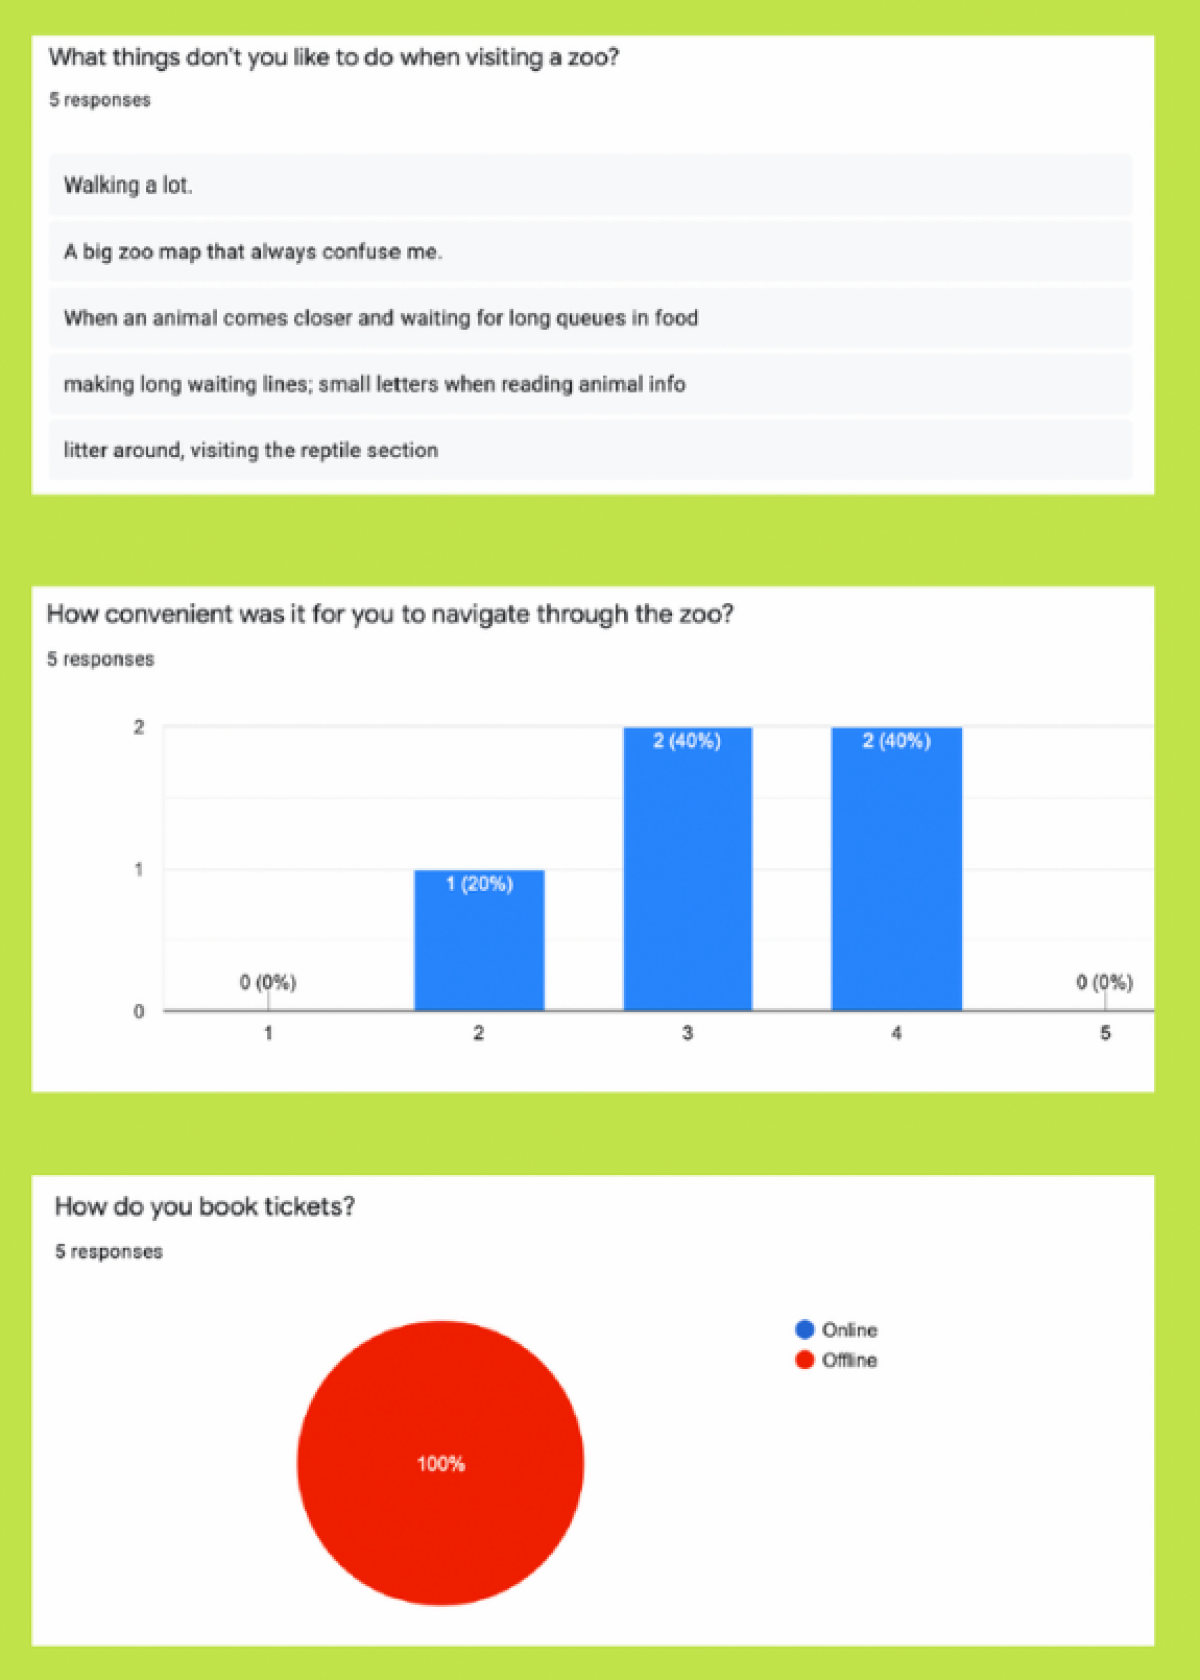 What things don't you like to do when visiting a zoo?
5 responses
Walking a lot.
A big zoo map that always confuse me.
When an animal comes closer and waiting for long queues in food
making long waiting lines; small letters when reading animal info
litter around, visiting the reptile section
How convenient was it for you to navigate through the zoo?
5 responses
2
2 (40%)
2 (40%)
1
1 (20%)
0 (0%)
0 (0%)
0
1
2
3
4
5
How do you book tickets?
5 responses
Online
Offline
100%